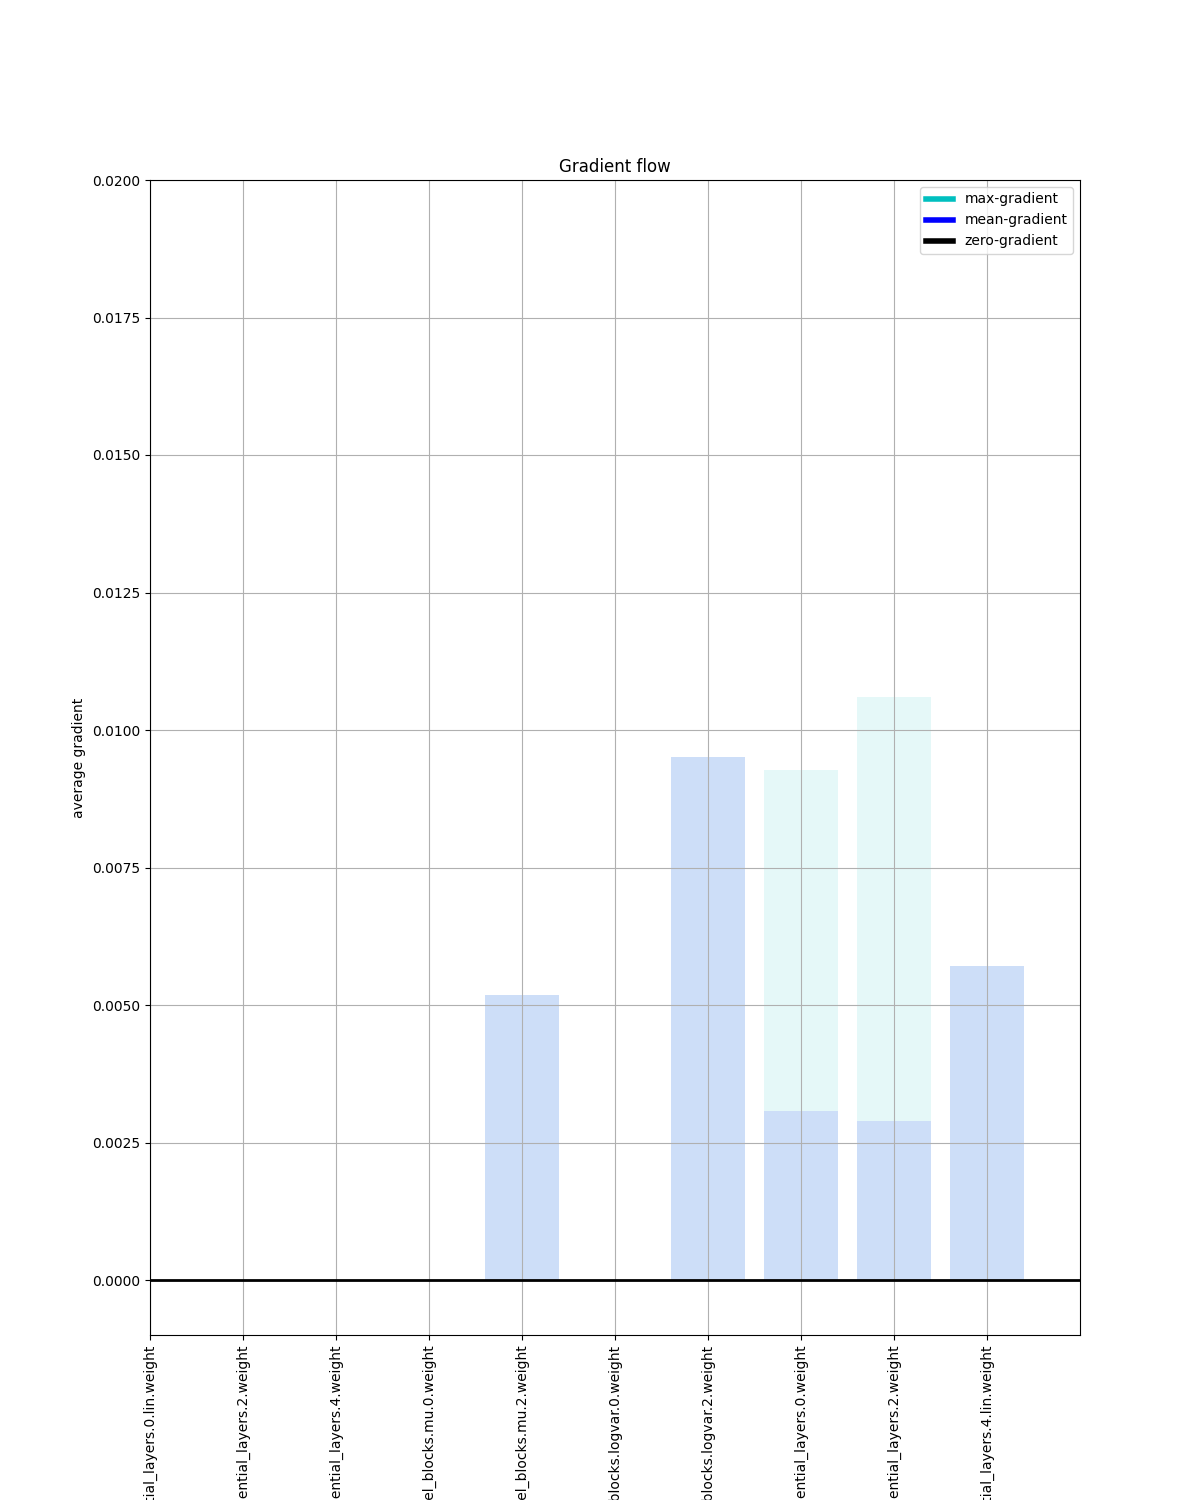 Gradient flow
max-gradient
mean-gradient
zero-gradient
0.0200
0.0175
0.0150
0.0125
0.0100
0.0075
0.0050
0.0025
0.0000
average gradient
tial_layers.0.lin.weight
ential_layers.2.weight
ential_layers.4.weight
el_blocks.mu.0.weight
el_blocks.mu.2.weight
blocks.logvar.0.weight
blocks.logvar.2.weight
ential_layers.0.weight
ential_layers.2.weight
tial_layers.4.lin.weight